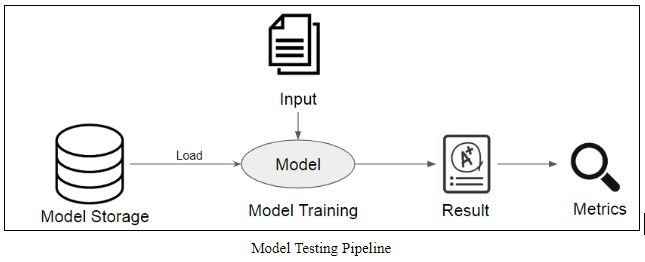 Input
Load
Model
A+
Model Storage
Model Training
Result
Metrics
Model Testing Pipeline